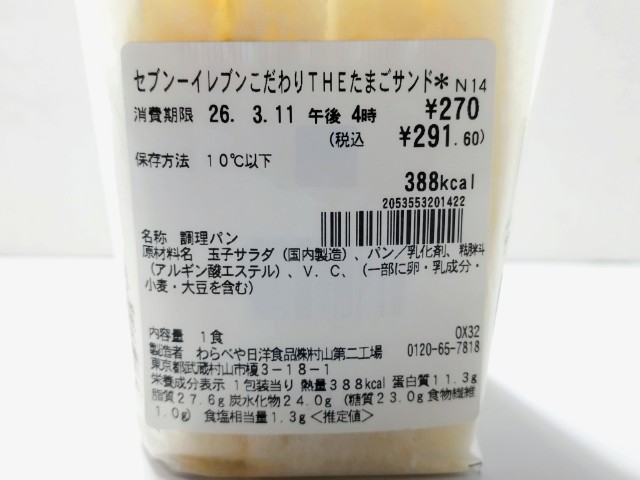 セブン-イレブンこだわりTHEたまごサンド* N14
消費期限 26. 3.11 午後 4時 ¥270
(税込 ¥291.60)
保存方法 10℃以下
388kcal
2053553201422
名称 調理パン
原材料名 玉子サラダ(国内製造)、パン/乳化剤、粘稠剤
(アルギン酸エステル)、V.C、(一部に卵・乳成分・
小麦・大豆を含む)
内容量 1食 OX32
製造者 わらべや日洋食品㈱村山第二工場 0120-65-7818
東京都武蔵村山市榎3-18-1
栄養成分表示 1包装当り 熱量388kcal 蛋白質11.3g
脂質27.6g 炭水化物24.0g (糖質23.0g 食物繊維
1.0g) 食塩相当量1.3g<推定値>